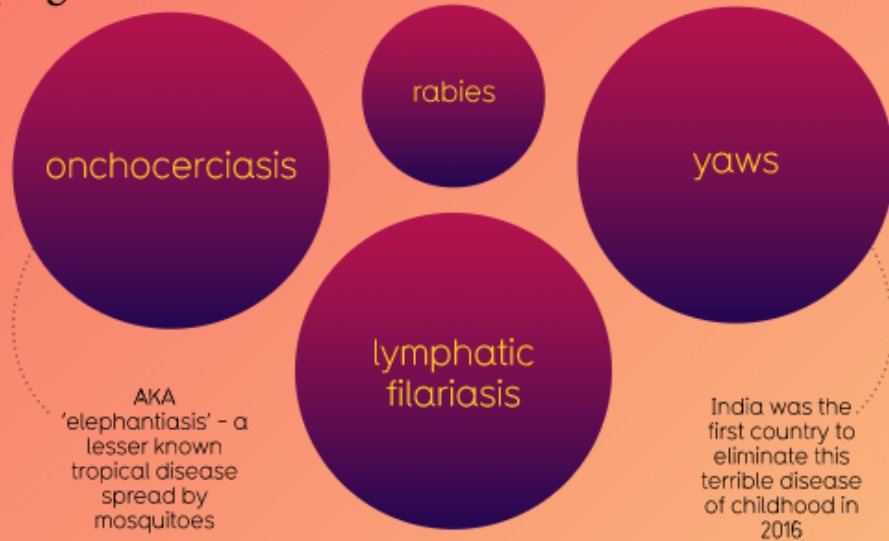 onchocerciasis
rabies
yaws
lymphatic
filariasis
AKA
'elephantiasis' - a
lesser known
tropical disease
spread by
mosquitoes
India was the
first country to
eliminate this
terrible disease
of childhood in
2016